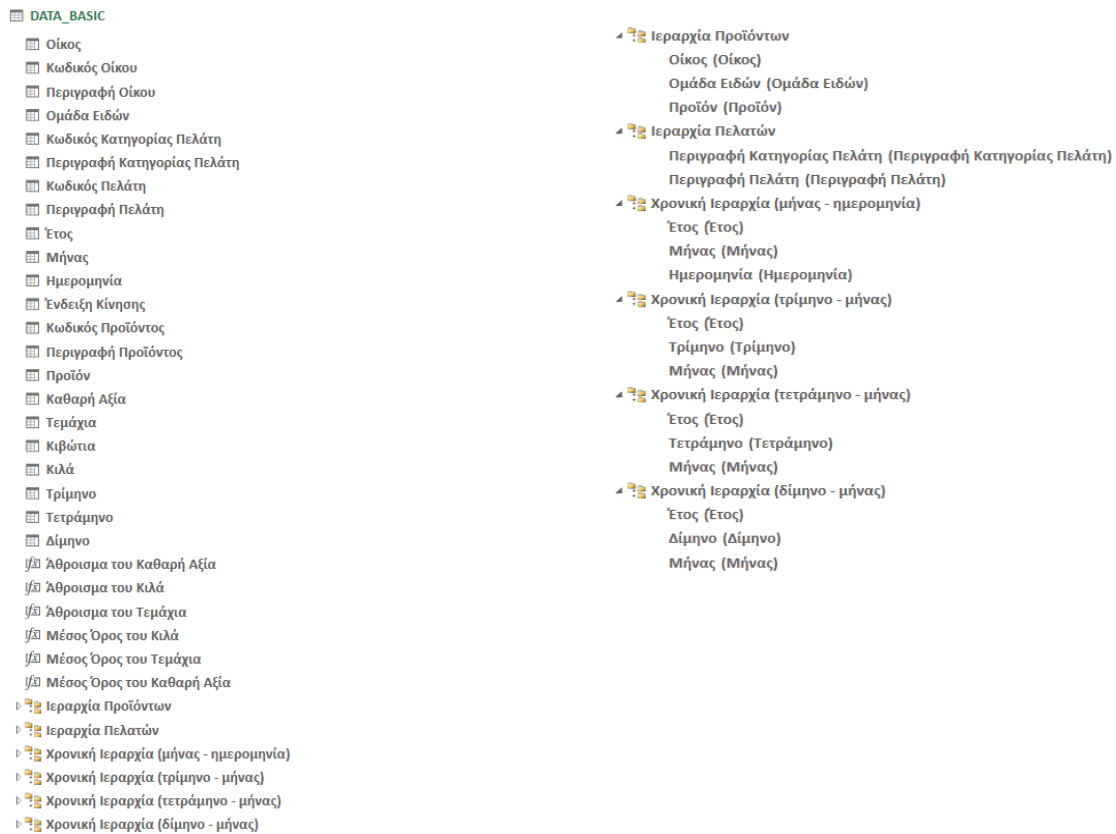 DATA_BASIC
Οίκος
Κωδικός Οίκου
Περιγραφή Οίκου
Ομάδα Ειδών
Κωδικός Κατηγορίας Πελάτη
Περιγραφή Κατηγορίας Πελάτη
Κωδικός Πελάτη
Περιγραφή Πελάτη
Έτος
Μήνας
Ημερομηνία
Ένδειξη Κίνησης
Κωδικός Προϊόντος
Περιγραφή Προϊόντος
Προϊόν
Καθαρή Αξία
Τεμάχια
Κιβώτια
Κιλά
Τρίμηνο
Τετράμηνο
Δίμηνο
Άθροισμα του Καθαρή Αξία
Άθροισμα του Κιλά
Άθροισμα του Τεμάχια
Μέσος Όρος του Κιλά
Μέσος Όρος του Τεμάχια
Μέσος Όρος του Καθαρή Αξία
Ιεραρχία Προϊόντων
Ιεραρχία Πελατών
Χρονική Ιεραρχία (μήνας - ημερομηνία)
Χρονική Ιεραρχία (τρίμηνο - μήνας)
Χρονική Ιεραρχία (τετράμηνο - μήνας)
Χρονική Ιεραρχία (δίμηνο - μήνας)
Ιεραρχία Προϊόντων
Οίκος (Οίκος)
Ομάδα Ειδών (Ομάδα Ειδών)
Προϊόν (Προϊόν)
Ιεραρχία Πελατών
Περιγραφή Κατηγορίας Πελάτη (Περιγραφή Κατηγορίας Πελάτη)
Περιγραφή Πελάτη (Περιγραφή Πελάτη)
Χρονική Ιεραρχία (μήνας - ημερομηνία)
Έτος (Έτος)
Μήνας (Μήνας)
Ημερομηνία (Ημερομηνία)
Χρονική Ιεραρχία (τρίμηνο - μήνας)
Έτος (Έτος)
Τρίμηνο (Τρίμηνο)
Μήνας (Μήνας)
Χρονική Ιεραρχία (τετράμηνο - μήνας)
Έτος (Έτος)
Τετράμηνο (Τετράμηνο)
Μήνας (Μήνας)
Χρονική Ιεραρχία (δίμηνο - μήνας)
Έτος (Έτος)
Δίμηνο (Δίμηνο)
Μήνας (Μήνας)